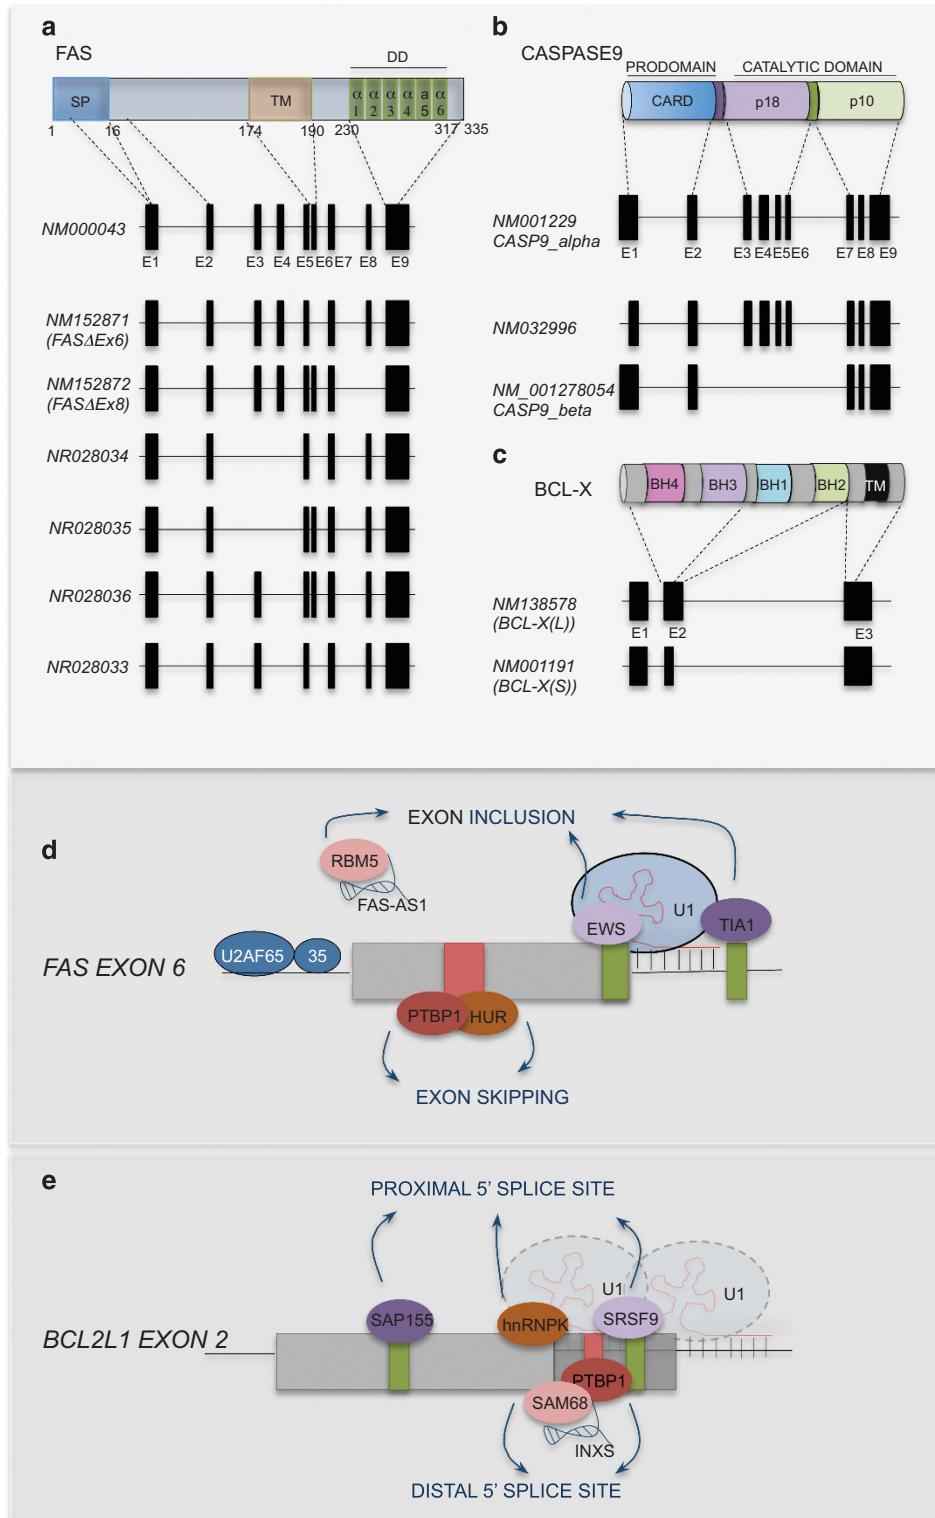 a
FAS
DD
SP
TM
α 1
α 2
α 3
α 4
a 5
α 6
1 16 174 190 230 317 335
NM000043
E1 E2 E3 E4 E5 E6 E7 E8 E9
NM152871
(FASΔEx6)
NM152872
(FASΔEx8)
NR028034
NR028035
NR028036
NR028033
b
CASPASE9
PRODOMAIN CATALYTIC DOMAIN
CARD p18 p10
NM001229
CASP9_alpha
E1 E2 E3 E4 E5 E6 E7 E8 E9
NM032996
NM_001278054
CASP9_beta
c
BCL-X
BH4 BH3 BH1 BH2 TM
NM138578
(BCL-X(L))
E1 E2 E3
NM001191
(BCL-X(S))
d
EXON INCLUSION
RBM5
FAS-AS1
U1
EWS
TIA1
U2AF65 35
FAS EXON 6
PTBP1 HUR
EXON SKIPPING
e
PROXIMAL 5’ SPLICE SITE
U1
U1
SAP155
hnRNPK
SRSF9
BCL2L1 EXON 2
PTBP1
SAM68
INXS
DISTAL 5’ SPLICE SITE